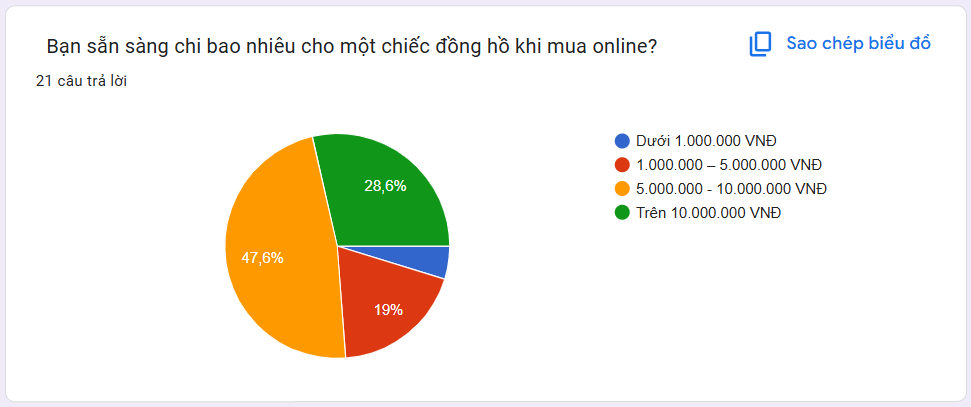 Bạn sẵn sàng chi bao nhiêu cho một chiếc đồng hồ khi mua online?
Sao chép biểu đồ
21 câu trả lời
Dưới 1.000.000 VNĐ
1.000.000 – 5.000.000 VNĐ
5.000.000 - 10.000.000 VNĐ
Trên 10.000.000 VNĐ
28,6%
47,6%
19%